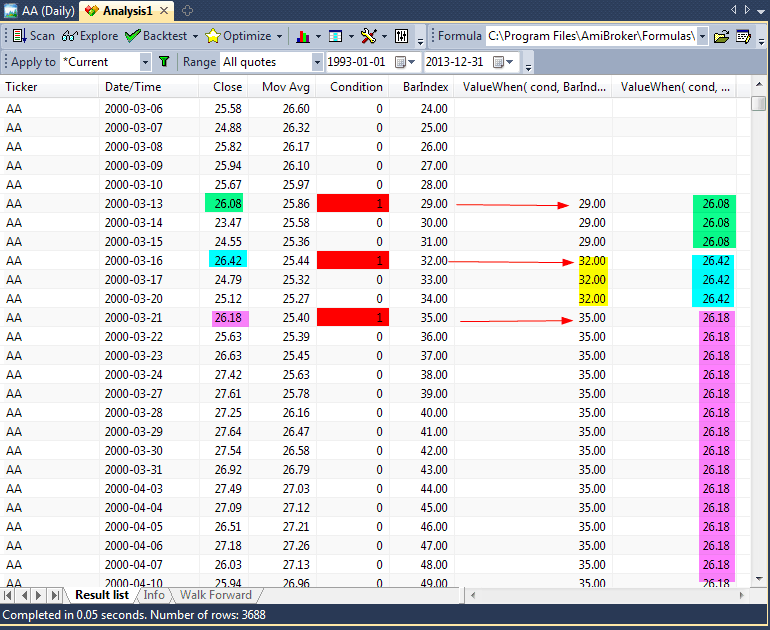 AA (Daily) Analysis1
Scan Explore Backtest Optimize Formula C:\Program Files\AmiBroker\Formulas\
Apply to *Current Range All quotes 1993-01-01 2013-12-31
Ticker Date/Time Close Mov Avg Condition BarIndex ValueWhen( cond, BarInd... ValueWhen( cond, ...
AA 2000-03-06 25.58 26.60 0 24.00
AA 2000-03-07 24.88 26.32 0 25.00
AA 2000-03-08 25.82 26.17 0 26.00
AA 2000-03-09 25.94 26.10 0 27.00
AA 2000-03-10 25.67 25.97 0 28.00
AA 2000-03-13 26.08 25.86 1 29.00 29.00 26.08
AA 2000-03-14 23.47 25.58 0 30.00 29.00 26.08
AA 2000-03-15 24.55 25.36 0 31.00 29.00 26.08
AA 2000-03-16 26.42 25.44 1 32.00 32.00 26.42
AA 2000-03-17 24.79 25.32 0 33.00 32.00 26.42
AA 2000-03-20 25.12 25.27 0 34.00 32.00 26.42
AA 2000-03-21 26.18 25.40 1 35.00 35.00 26.18
AA 2000-03-22 25.63 25.39 0 36.00 35.00 26.18
AA 2000-03-23 26.63 25.45 0 37.00 35.00 26.18
AA 2000-03-24 27.42 25.63 0 38.00 35.00 26.18
AA 2000-03-27 27.61 25.78 0 39.00 35.00 26.18
AA 2000-03-28 27.25 26.16 0 40.00 35.00 26.18
AA 2000-03-29 27.64 26.47 0 41.00 35.00 26.18
AA 2000-03-30 27.54 26.58 0 42.00 35.00 26.18
AA 2000-03-31 26.92 26.79 0 43.00 35.00 26.18
AA 2000-04-03 27.49 27.03 0 44.00 35.00 26.18
AA 2000-04-04 27.09 27.12 0 45.00 35.00 26.18
AA 2000-04-05 26.51 27.21 0 46.00 35.00 26.18
AA 2000-04-06 27.18 27.26 0 47.00 35.00 26.18
AA 2000-04-07 26.03 27.13 0 48.00 35.00 26.18
AA 2000-04-10 25.94 26.96 0 49.00 35.00 26.18
Result list Info Walk Forward
Completed in 0.05 seconds. Number of rows: 3688